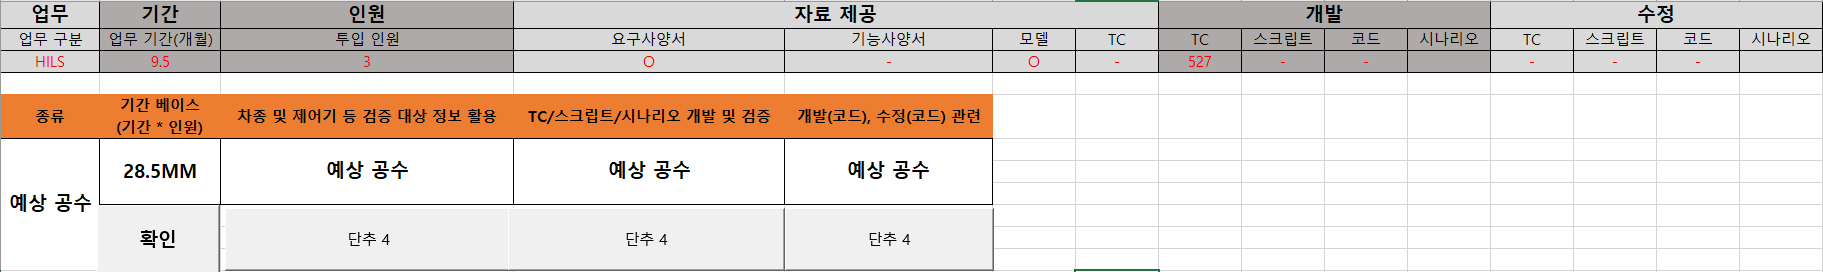 업무 기간 인원 자료 제공 개발 수정
업무 구분 업무 기간(개월) 투입 인원 요구사양서 기능사양서 모델 TC TC 스크립트 코드 시나리오 TC 스크립트 코드 시나리오
HILS 9.5 3 O - O - 527 - - - - -
종류 기간 베이스 차종 및 제어기 등 검증 대상 정보 활용 TC/스크립트/시나리오 개발 및 검증 개발(코드), 수정(코드) 관련
(기간 * 인원)
28.5MM 예상 공수 예상 공수 예상 공수
예상 공수
확인 단추 4 단추 4 단추 4